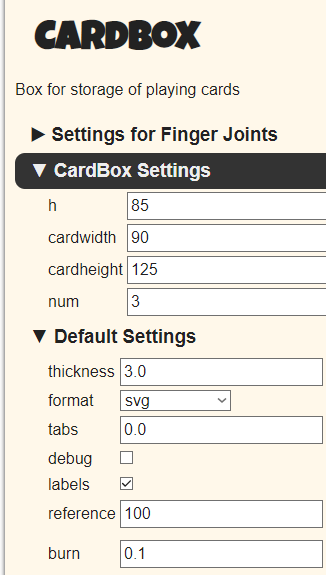 CARDBOX
Box for storage of playing cards
▶ Settings for Finger Joints
▼ CardBox Settings
h 85
cardwidth 90
cardheight 125
num 3
▼ Default Settings
thickness 3.0
format svg
tabs 0.0
debug
labels
reference 100
burn 0.1